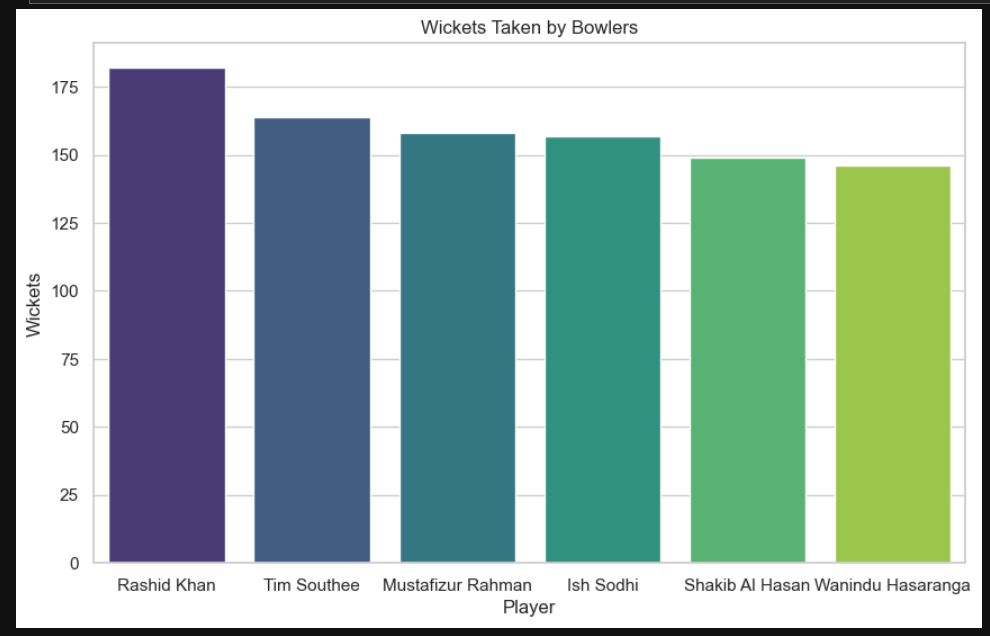 Wickets Taken by Bowlers
Wickets
175
150
125
100
75
50
25
0
Rashid Khan Tim Southee Mustafizur Rahman Ish Sodhi Shakib Al Hasan Wanindu Hasaranga
Player